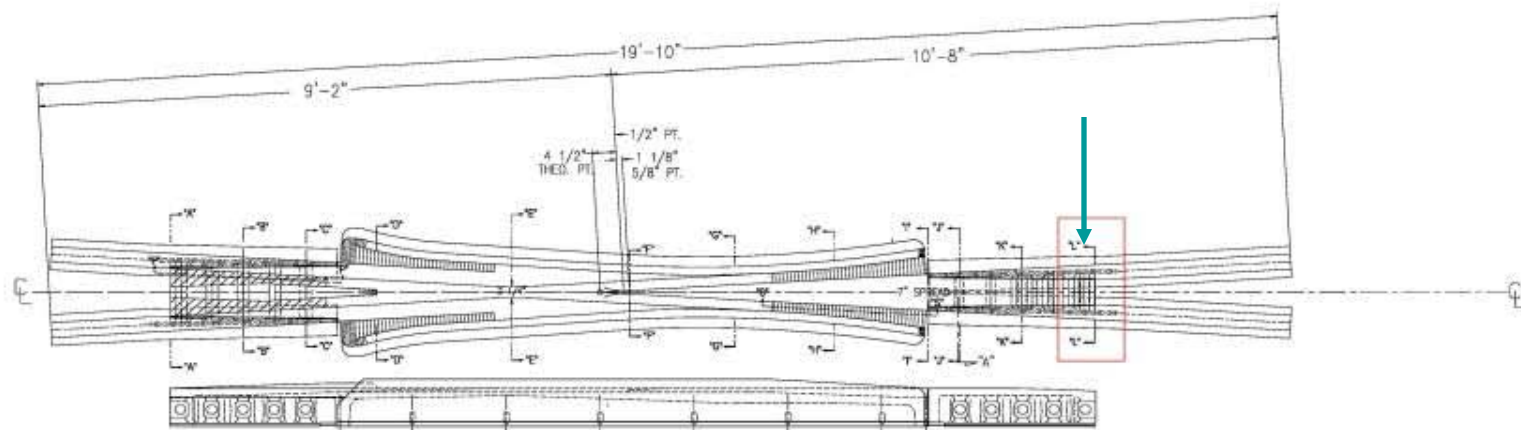 19'-10"
10'-8"
9'-2"
1/2" PT.
4 1/2"
THEO. PT.
1 1/8"
5/8" PT.
"A"
"B"
"C"
"D"
"E"
"F"
"G"
"H"
"I"
"J"
"K"
"L"
7" SPREAD
"A"
"B"
"C"
"D"
"E"
"F"
"G"
"H"
"I"
"J"
"A"
"K"
"L"